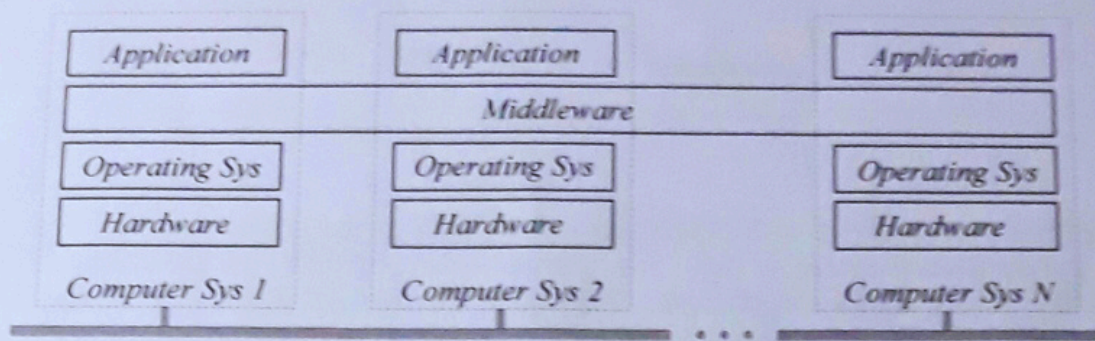 Application Application Application
Middleware
Operating Sys Operating Sys Operating Sys
Hardware Hardware Hardware
Computer Sys 1 Computer Sys 2 Computer Sys N
. . .